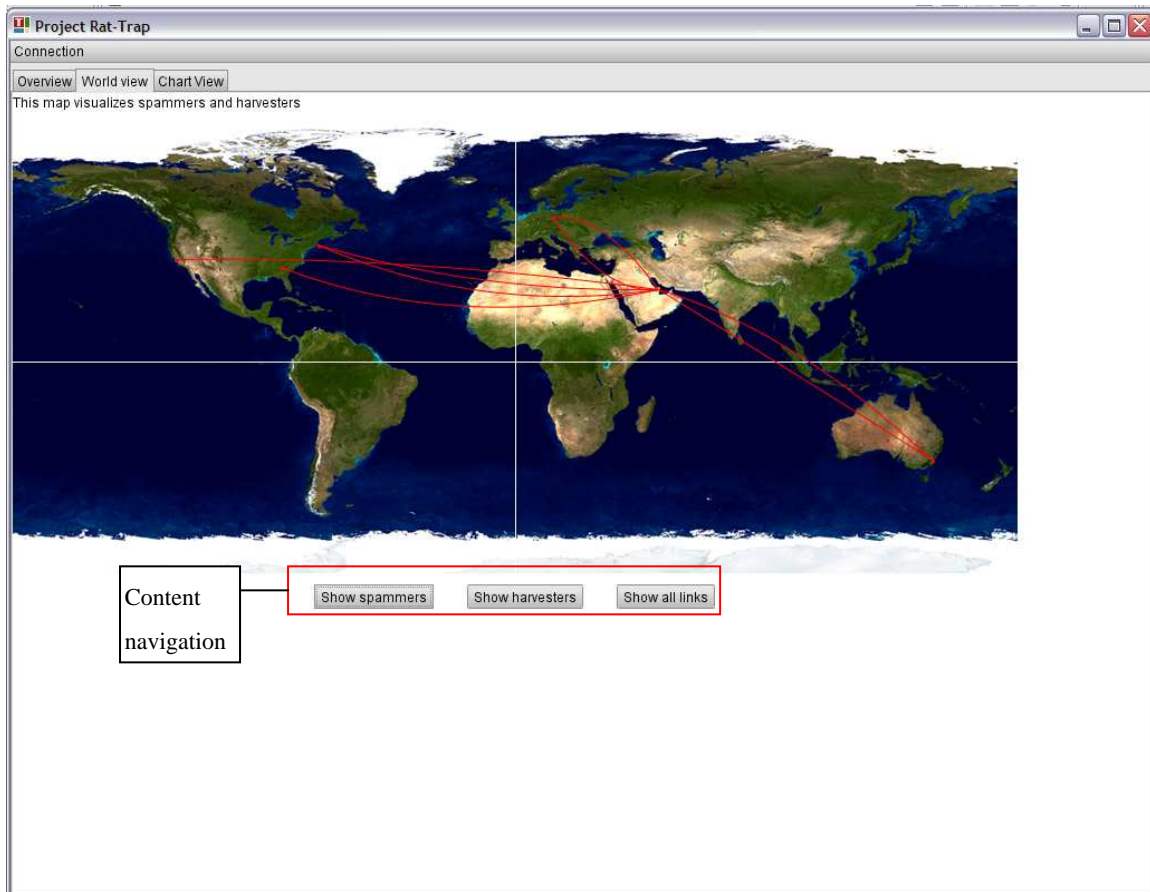 Project Rat-Trap
Connection
Overview World view Chart View
This map visualizes spammers and harvesters
Content
navigation
Show spammers Show harvesters Show all links